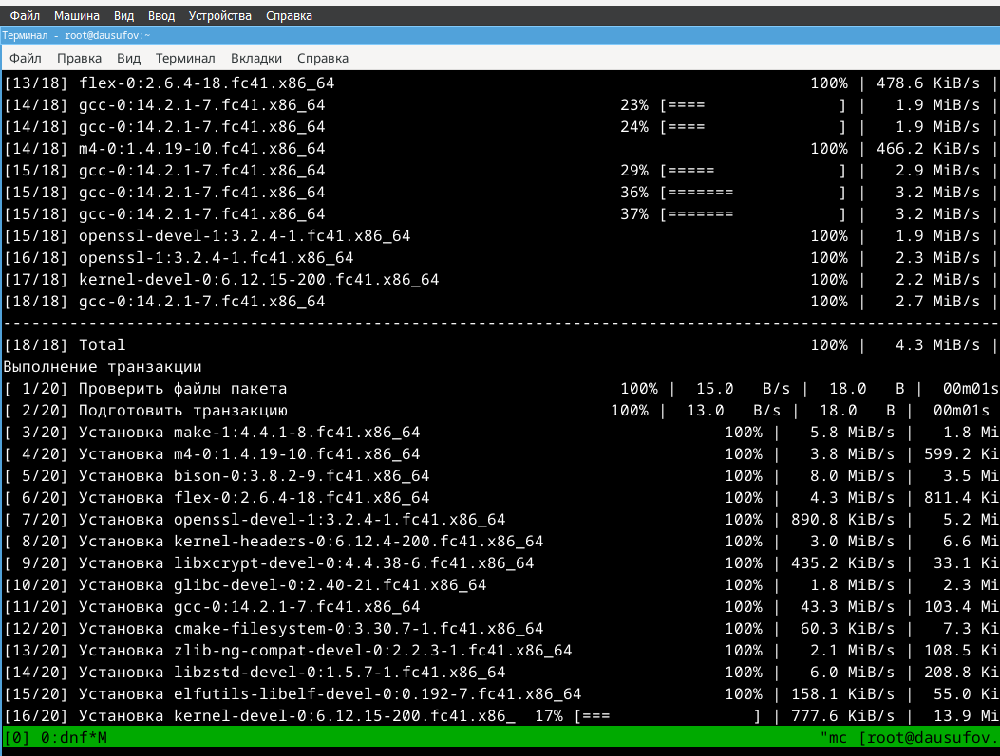 Файл Машина Вид Ввод Устройства Справка
Терминал - root@dausufov:~
Файл Правка Вид Терминал Вкладки Справка
[13/18] flex-0:2.6.4-18.fc41.x86_64 100% | 478.6 KiB/s |
[14/18] gcc-0:14.2.1-7.fc41.x86_64 23% [==== ] | 1.9 MiB/s |
[14/18] gcc-0:14.2.1-7.fc41.x86_64 24% [==== ] | 1.9 MiB/s |
[14/18] m4-0:1.4.19-10.fc41.x86_64 100% | 466.2 KiB/s |
[15/18] gcc-0:14.2.1-7.fc41.x86_64 29% [===== ] | 2.9 MiB/s |
[15/18] gcc-0:14.2.1-7.fc41.x86_64 36% [======= ] | 3.2 MiB/s |
[15/18] gcc-0:14.2.1-7.fc41.x86_64 37% [======= ] | 3.2 MiB/s |
[15/18] openssl-devel-1:3.2.4-1.fc41.x86_64 100% | 1.9 MiB/s |
[16/18] openssl-1:3.2.4-1.fc41.x86_64 100% | 2.3 MiB/s |
[17/18] kernel-devel-0:6.12.15-200.fc41.x86_64 100% | 2.2 MiB/s |
[18/18] gcc-0:14.2.1-7.fc41.x86_64 100% | 2.7 MiB/s |
---------------------------------------------------------------------------------------------------------
[18/18] Total 100% | 4.3 MiB/s |
Выполнение транзакции
[ 1/20] Проверить файлы пакета 100% | 15.0 B/s | 18.0 B | 00m01s
[ 2/20] Подготовить транзакцию 100% | 13.0 B/s | 18.0 B | 00m01s
[ 3/20] Установка make-1:4.4.1-8.fc41.x86_64 100% | 5.8 MiB/s | 1.8 Mi
[ 4/20] Установка m4-0:1.4.19-10.fc41.x86_64 100% | 3.8 MiB/s | 599.2 Ki
[ 5/20] Установка bison-0:3.8.2-9.fc41.x86_64 100% | 8.0 MiB/s | 3.5 Mi
[ 6/20] Установка flex-0:2.6.4-18.fc41.x86_64 100% | 4.3 MiB/s | 811.4 Ki
[ 7/20] Установка openssl-devel-1:3.2.4-1.fc41.x86_64 100% | 890.8 KiB/s | 5.2 Mi
[ 8/20] Установка kernel-headers-0:6.12.4-200.fc41.x86_64 100% | 3.0 MiB/s | 6.6 Mi
[ 9/20] Установка libxcrypt-devel-0:4.4.38-6.fc41.x86_64 100% | 435.2 KiB/s | 33.1 Ki
[10/20] Установка glibc-devel-0:2.40-21.fc41.x86_64 100% | 1.8 MiB/s | 2.3 Mi
[11/20] Установка gcc-0:14.2.1-7.fc41.x86_64 100% | 43.3 MiB/s | 103.4 Mi
[12/20] Установка cmake-filesystem-0:3.30.7-1.fc41.x86_64 100% | 60.3 KiB/s | 7.3 Ki
[13/20] Установка zlib-ng-compat-devel-0:2.2.3-1.fc41.x86_64 100% | 2.1 MiB/s | 108.5 Ki
[14/20] Установка libzstd-devel-0:1.5.7-1.fc41.x86_64 100% | 6.0 MiB/s | 208.8 Ki
[15/20] Установка elfutils-libelf-devel-0:0.192-7.fc41.x86_64 100% | 158.1 KiB/s | 55.0 Ki
[16/20] Установка kernel-devel-0:6.12.15-200.fc41.x86_ 17% [=== ] | 777.6 KiB/s | 13.9 Mi
[0] 0:dnf*M "mc [root@dausufov.